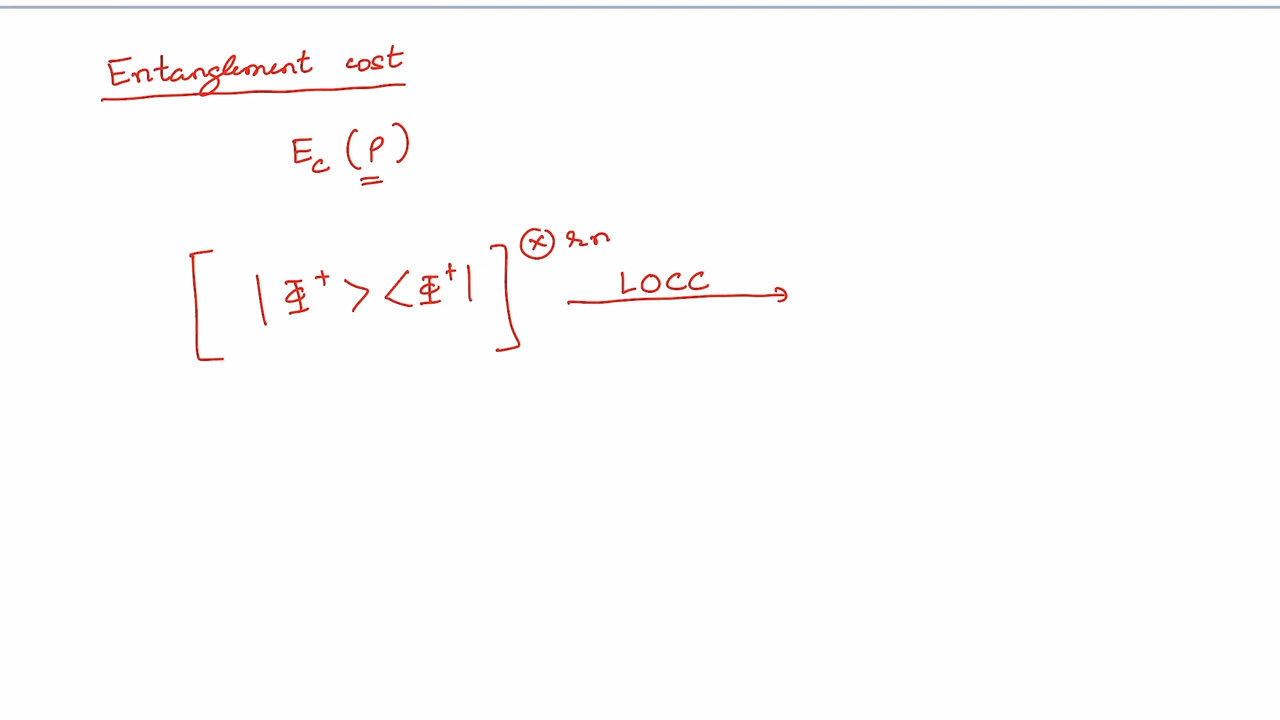 Entanglement cost
E_c (ρ)
[ |Φ⁺><Φ⁺| ]^{⊗ rn} LOCC →